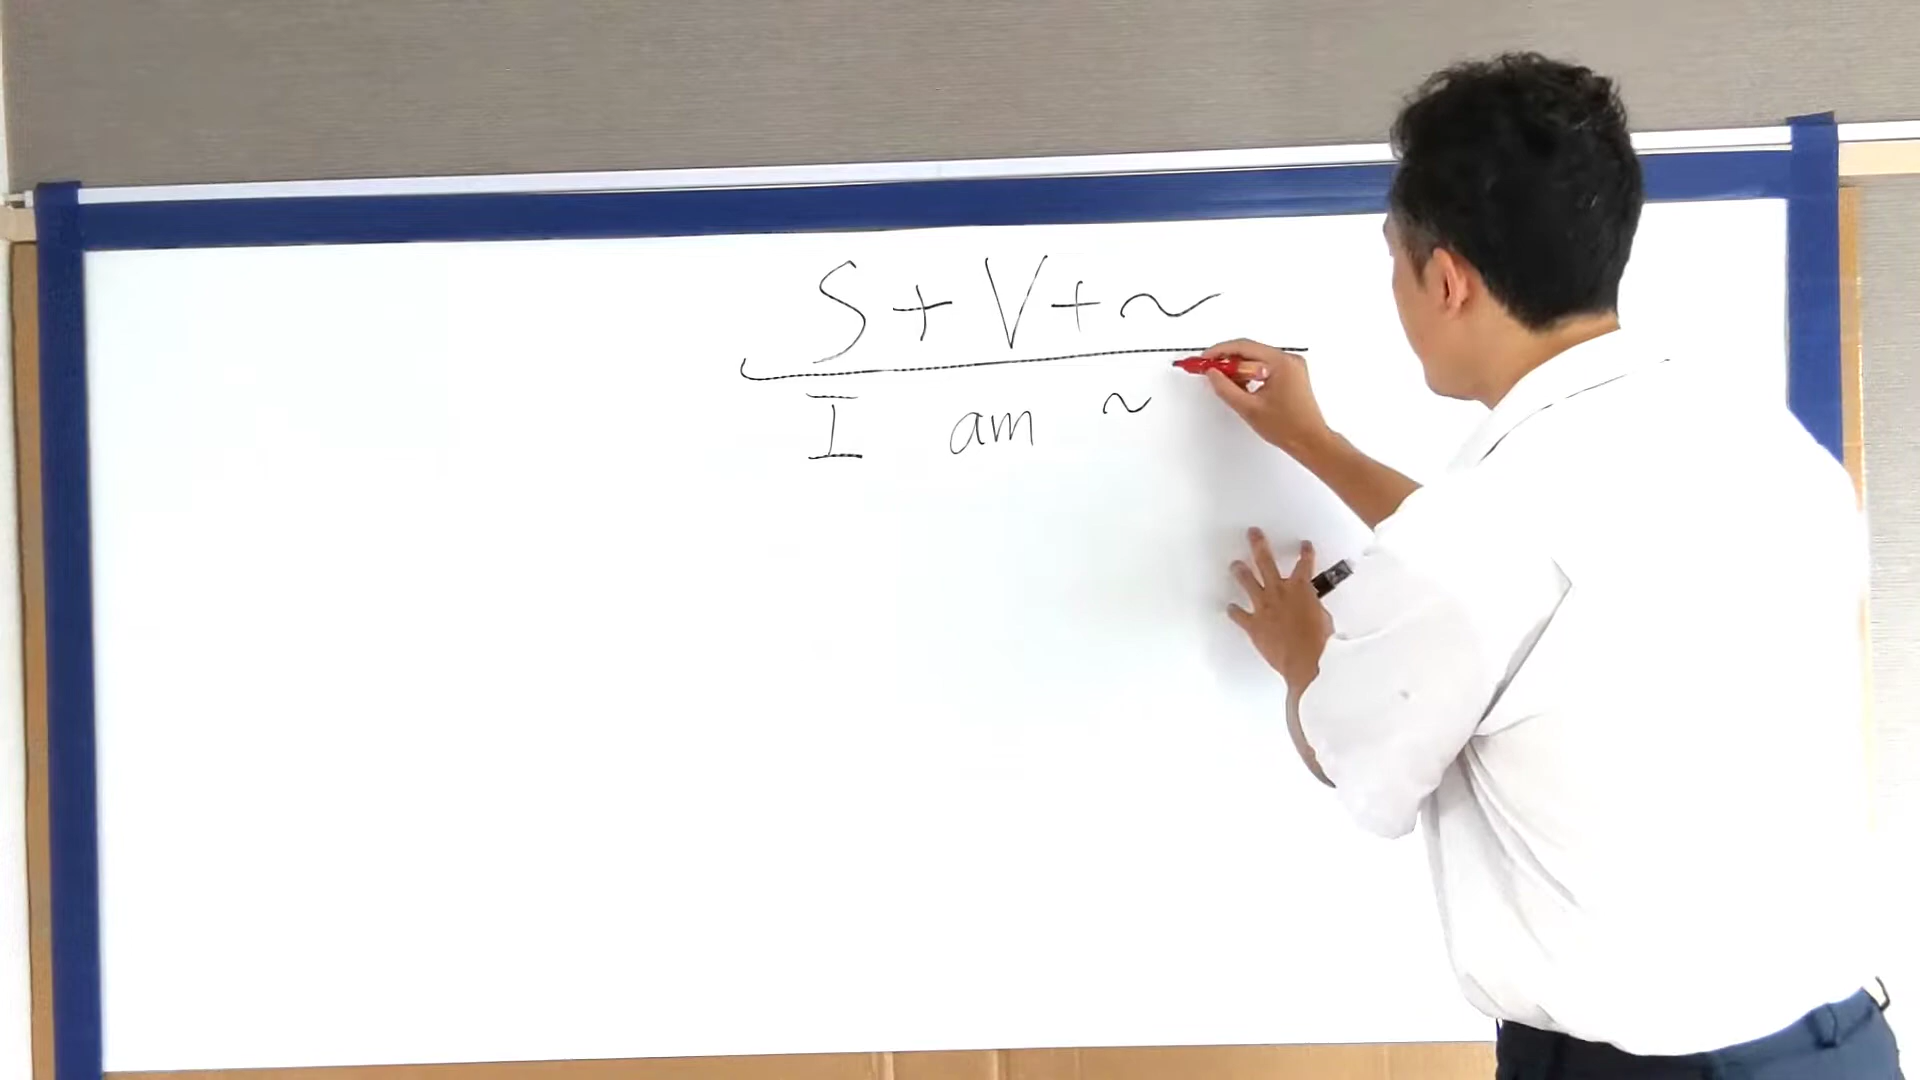 S + V + ~
I am ~